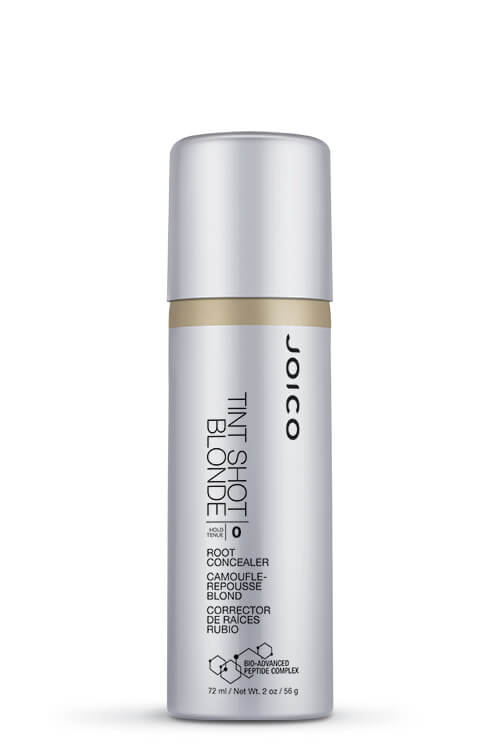 JOICO
TINT SHOT
BLONDE
HOLD
TENUE
0
ROOT
CONCEALER
CAMOUFLE-
REPOUSSE
BLOND
CORRECTOR
DE RAÍCES
RUBIO
BIO-ADVANCED
PEPTIDE COMPLEX
72 ml / Net Wt. 2 oz / 56 g